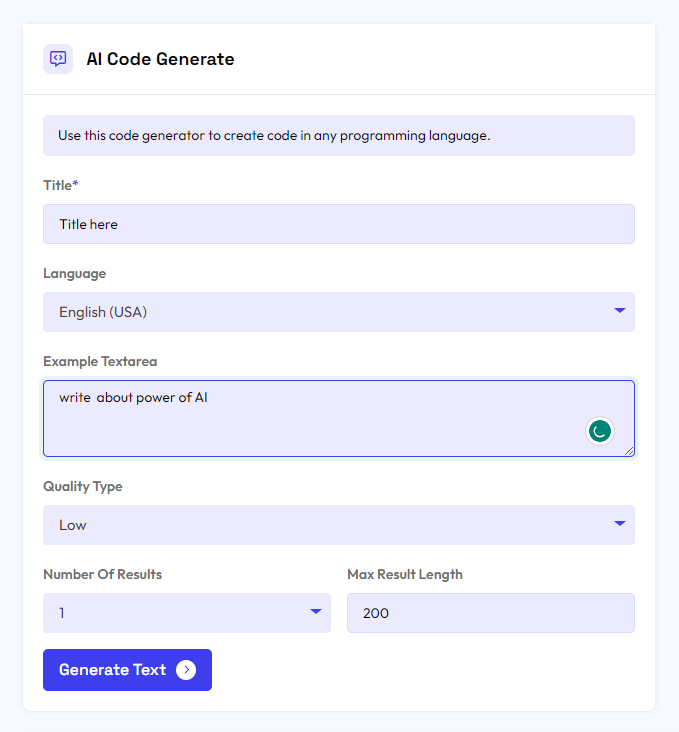 AI Code Generate
Use this code generator to create code in any programming language.
Title*
Title here
Language
English (USA)
Example Textarea
write  about power of AI
Quality Type
Low
Number Of Results
Max Result Length
1
200
Generate Text